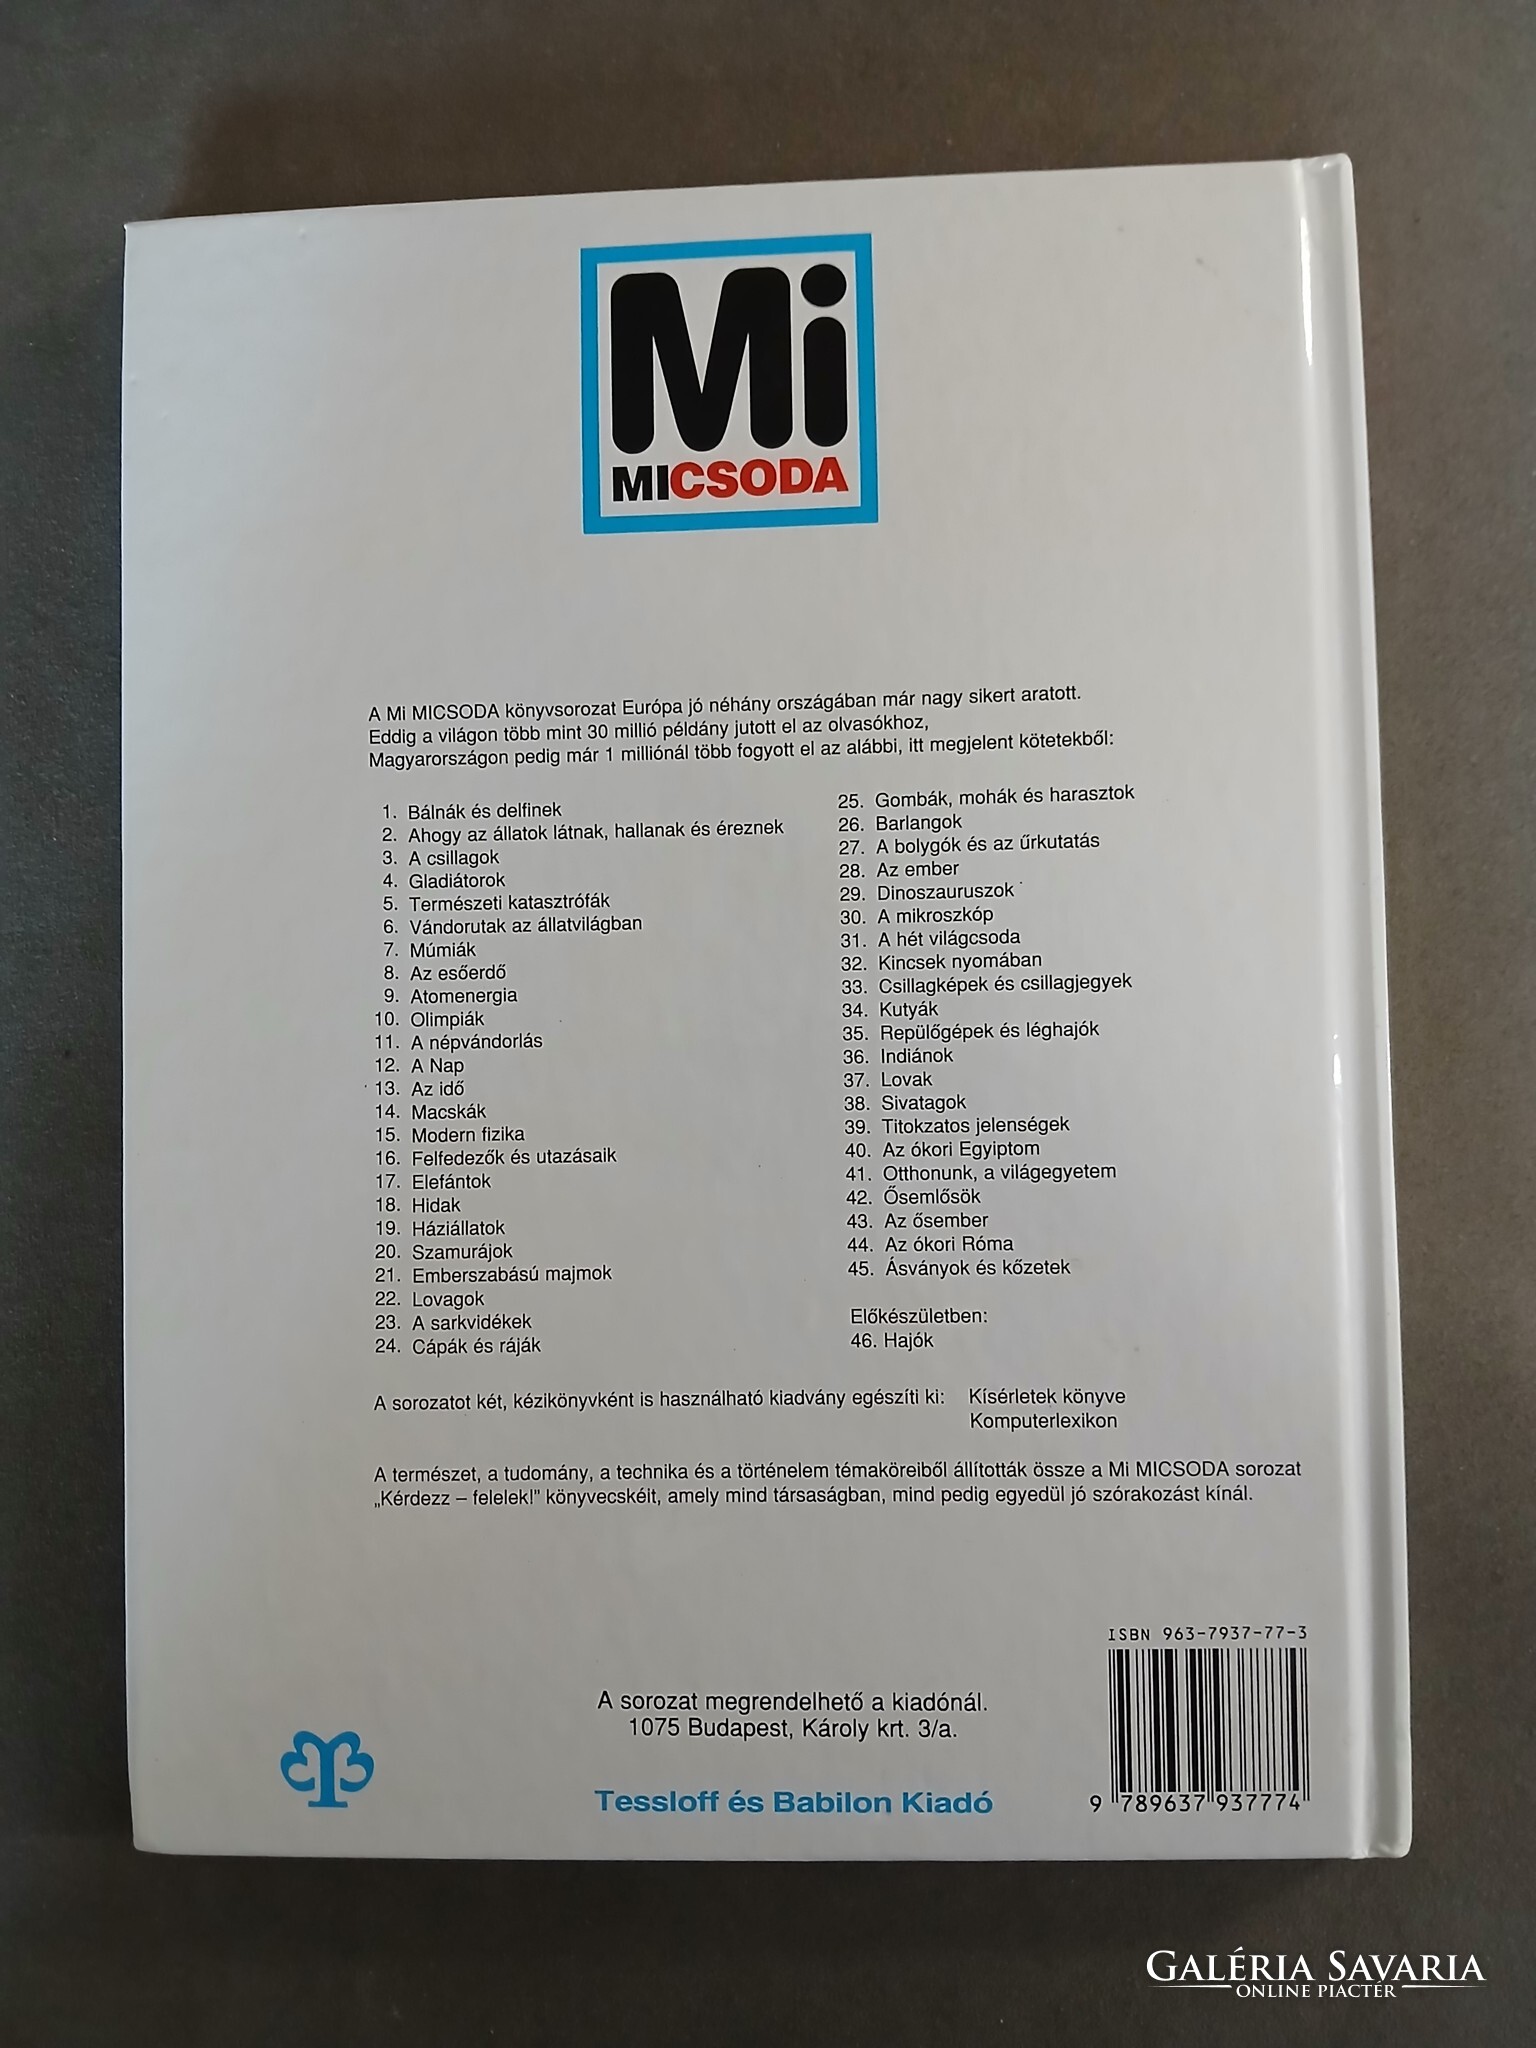 Mi
MICSODA
A Mi MICSODA könyvsorozat Európa jó néhány országában már nagy sikert aratott.
Eddig a világon több mint 30 millió példány jutott el az olvasókhoz,
Magyarországon pedig már 1 milliónál több fogyott el az alábbi, itt megjelent kötetekből:
1. Bálnák és delfinek
2. Ahogy az állatok látnak, hallanak és éreznek
3. A csillagok
4. Gladiátorok
5. Természeti katasztrófák
6. Vándorutak az állatvilágban
7. Múmiák
8. Az esőerdő
9. Atomenergia
10. Olimpiák
11. A népvándorlás
12. A Nap
13. Az idő
14. Macskák
15. Modern fizika
16. Felfedezők és utazásaik
17. Elefántok
18. Hidak
19. Háziállatok
20. Szamurájok
21. Emberszabású majmok
22. Lovagok
23. A sarkvidékek
24. Cápák és ráják
25. Gombák, mohák és harasztok
26. Barlangok
27. A bolygók és az űrkutatás
28. Az ember
29. Dinoszauruszok
30. A mikroszkóp
31. A hét világcsoda
32. Kincsek nyomában
33. Csillagképek és csillagjegyek
34. Kutyák
35. Repülőgépek és léghajók
36. Indiánok
37. Lovak
38. Sivatagok
39. Titokzatos jelenségek
40. Az ókori Egyiptom
41. Otthonunk, a világegyetem
42. Ősemlősök
43. Az ősember
44. Az ókori Róma
45. Ásványok és kőzetek
Előkészületben:
46. Hajók
A sorozatot két, kézikönyvként is használható kiadvány egészíti ki: Kísérletek könyve
Komputerlexikon
A természet, a tudomány, a technika és a történelem témaköreiből állították össze a Mi MICSODA sorozat
„Kérdezz – felelek!” könyvecskéit, amely mind társaságban, mind pedig egyedül jó szórakozást kínál.
ISBN 963-7937-77-3
A sorozat megrendelhető a kiadónál.
1075 Budapest, Károly krt. 3/a.
Tessloff és Babilon Kiadó
9 789637 937774
GALÉRIA SAVARIA
ONLINE PIACTÉR